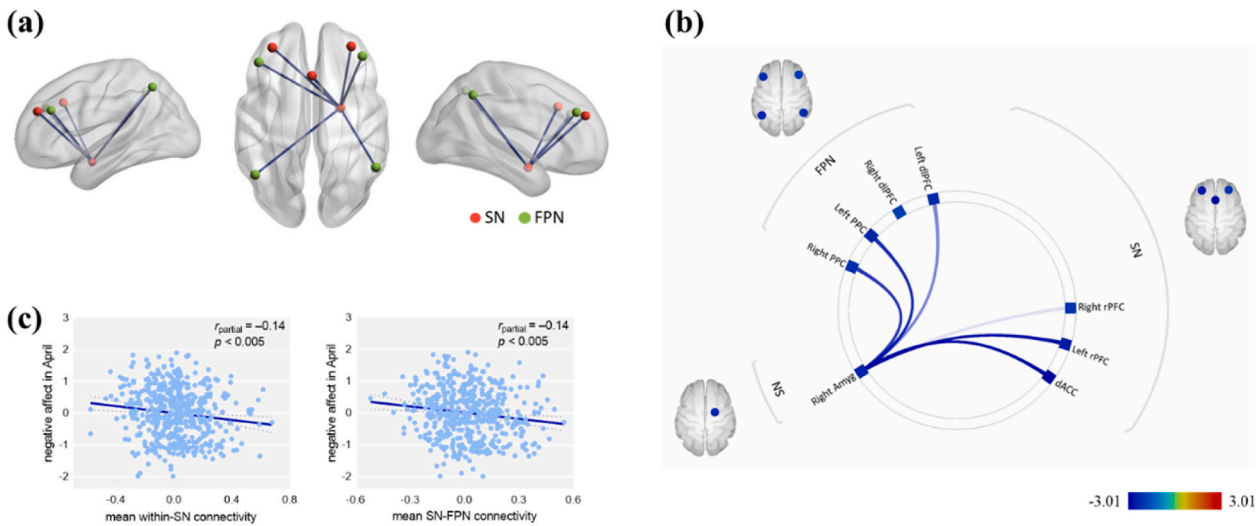 (a)
SN FPN
(b)
FPN
Left dlPFC
Right dlPFC
Left PPC
Right PPC
SN
Right rPFC
Left rPFC
dACC
Right Amyg
SN
-3.01 3.01
(c)
r partial = –0.14
p < 0.005
negative affect in April
3
2
1
0
-1
-2
-0.4 0.0 0.4 0.8
mean within-SN connectivity
r partial = –0.14
p < 0.005
negative affect in April
3
2
1
0
-1
-2
-0.6 -0.3 0.0 0.3 0.6
mean SN-FPN connectivity